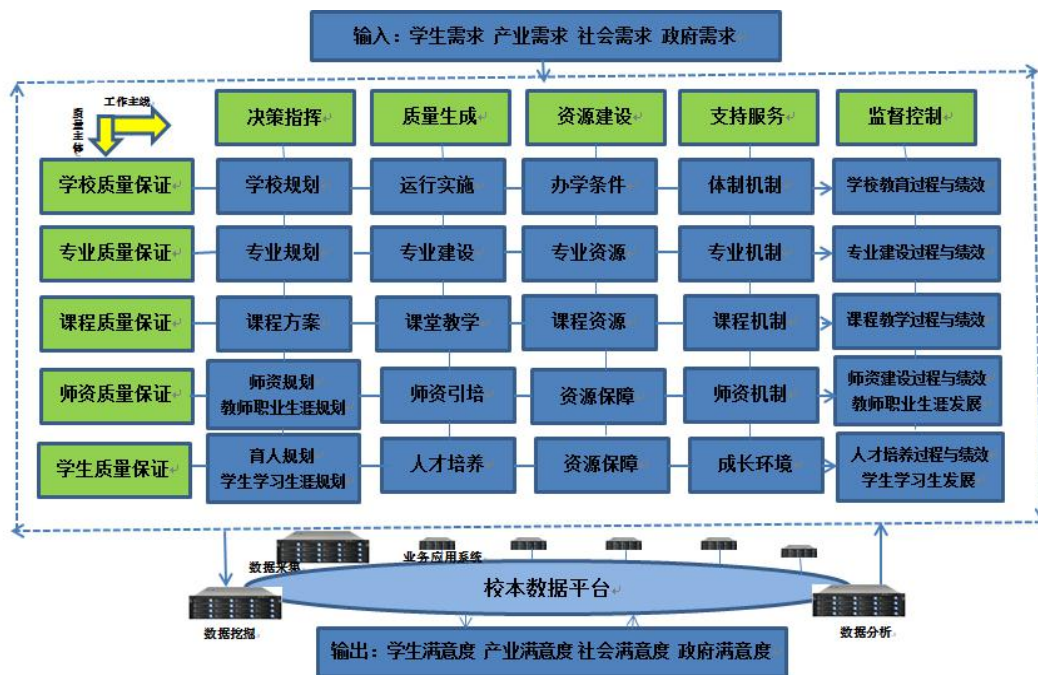 输入：学生需求 产业需求 社会需求 政府需求
工作主线
质量主体
决策指挥
质量生成
资源建设
支持服务
监督控制
学校质量保证
学校规划
运行实施
办学条件
体制机制
学校教育过程与绩效
专业质量保证
专业规划
专业建设
专业资源
专业机制
专业建设过程与绩效
课程质量保证
课程方案
课堂教学
课程资源
课程机制
课程教学过程与绩效
师资质量保证
师资规划
教师职业生涯规划
师资引培
资源保障
师资机制
师资建设过程与绩效
教师职业生涯发展
学生质量保证
育人规划
学生学习生涯规划
人才培养
资源保障
成长环境
人才培养过程与绩效
学生学习生发展
数据采集
业务应用系统
校本数据平台
数据挖掘
数据分析
输出：学生满意度 产业满意度 社会满意度 政府满意度